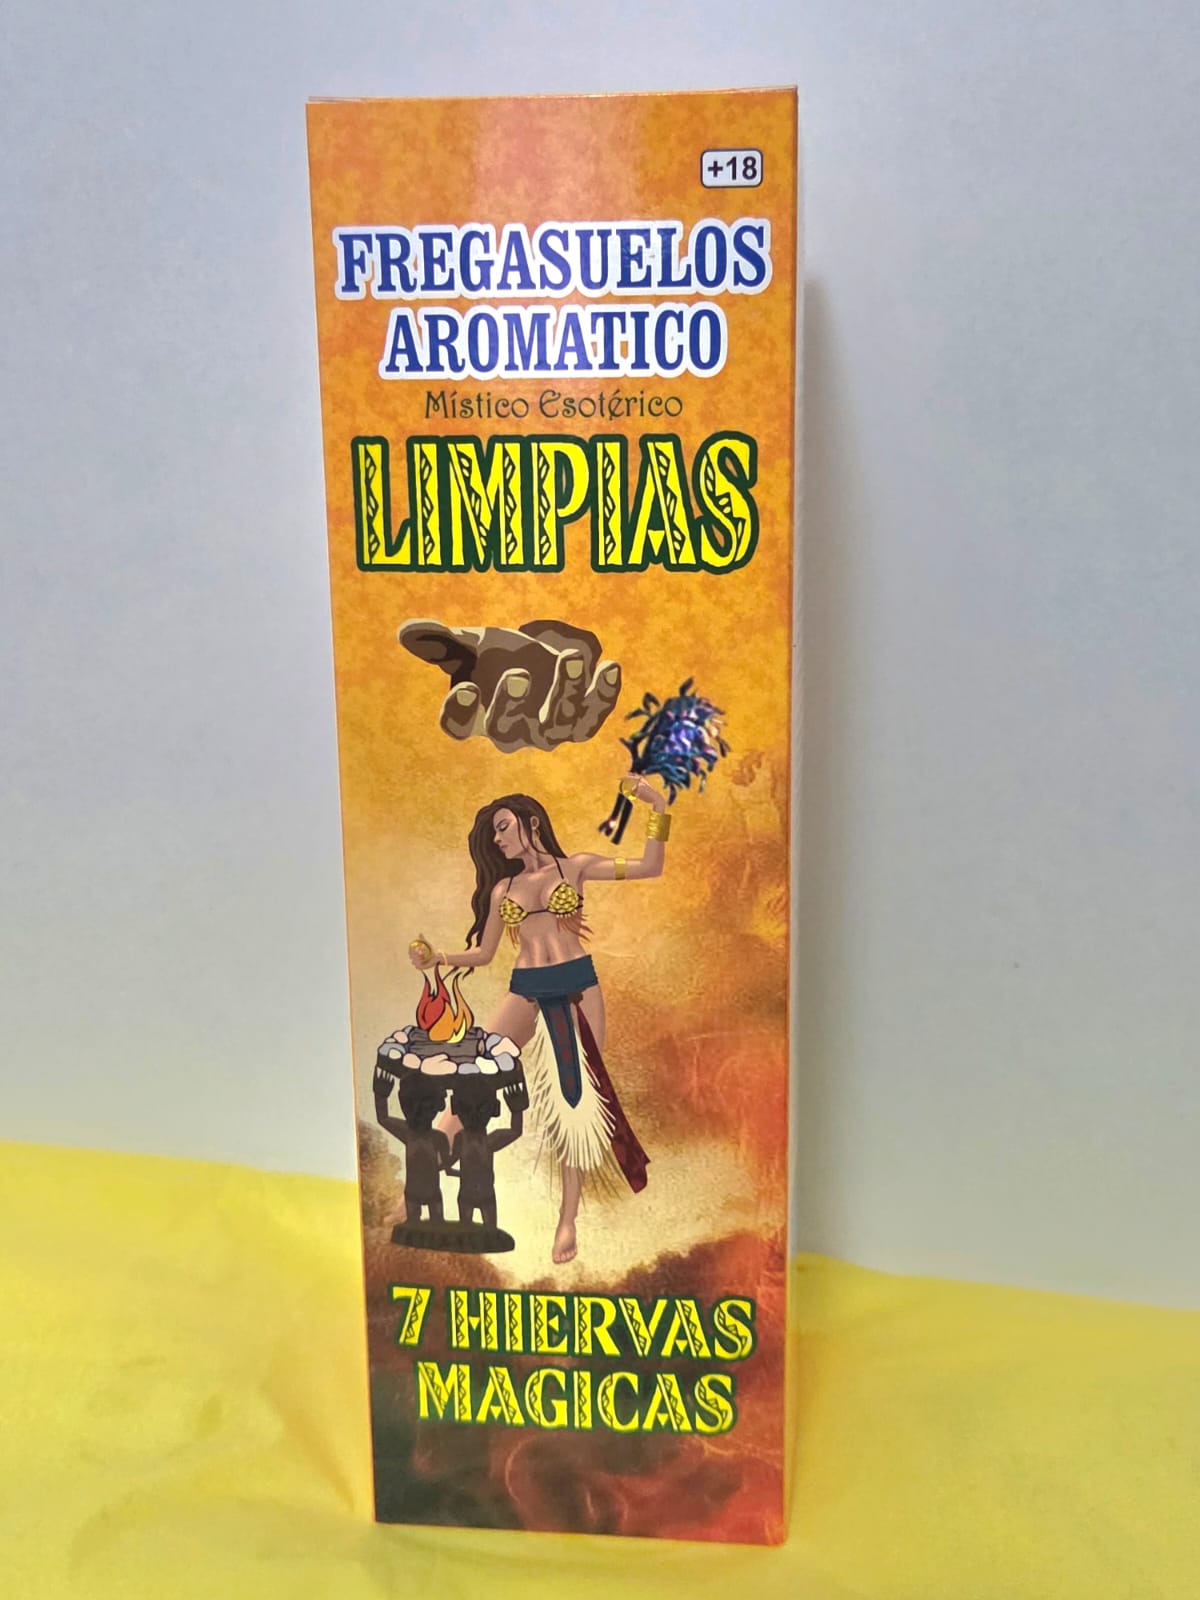 +18
FREGASUELOS
AROMATICO
Místico Esotérico
LIMPIAS
7 HIERVAS
MAGICAS